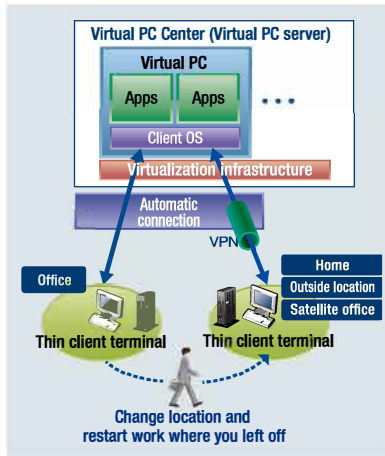 Virtual PC Center (Virtual PC server)
Virtual PC
Apps Apps
Client OS
Virtualization infrastructure
Automatic
connection
VPN
Office
Home
Outside location
Satellite office
Thin client terminal
Thin client terminal
Change location and
restart work where you left off